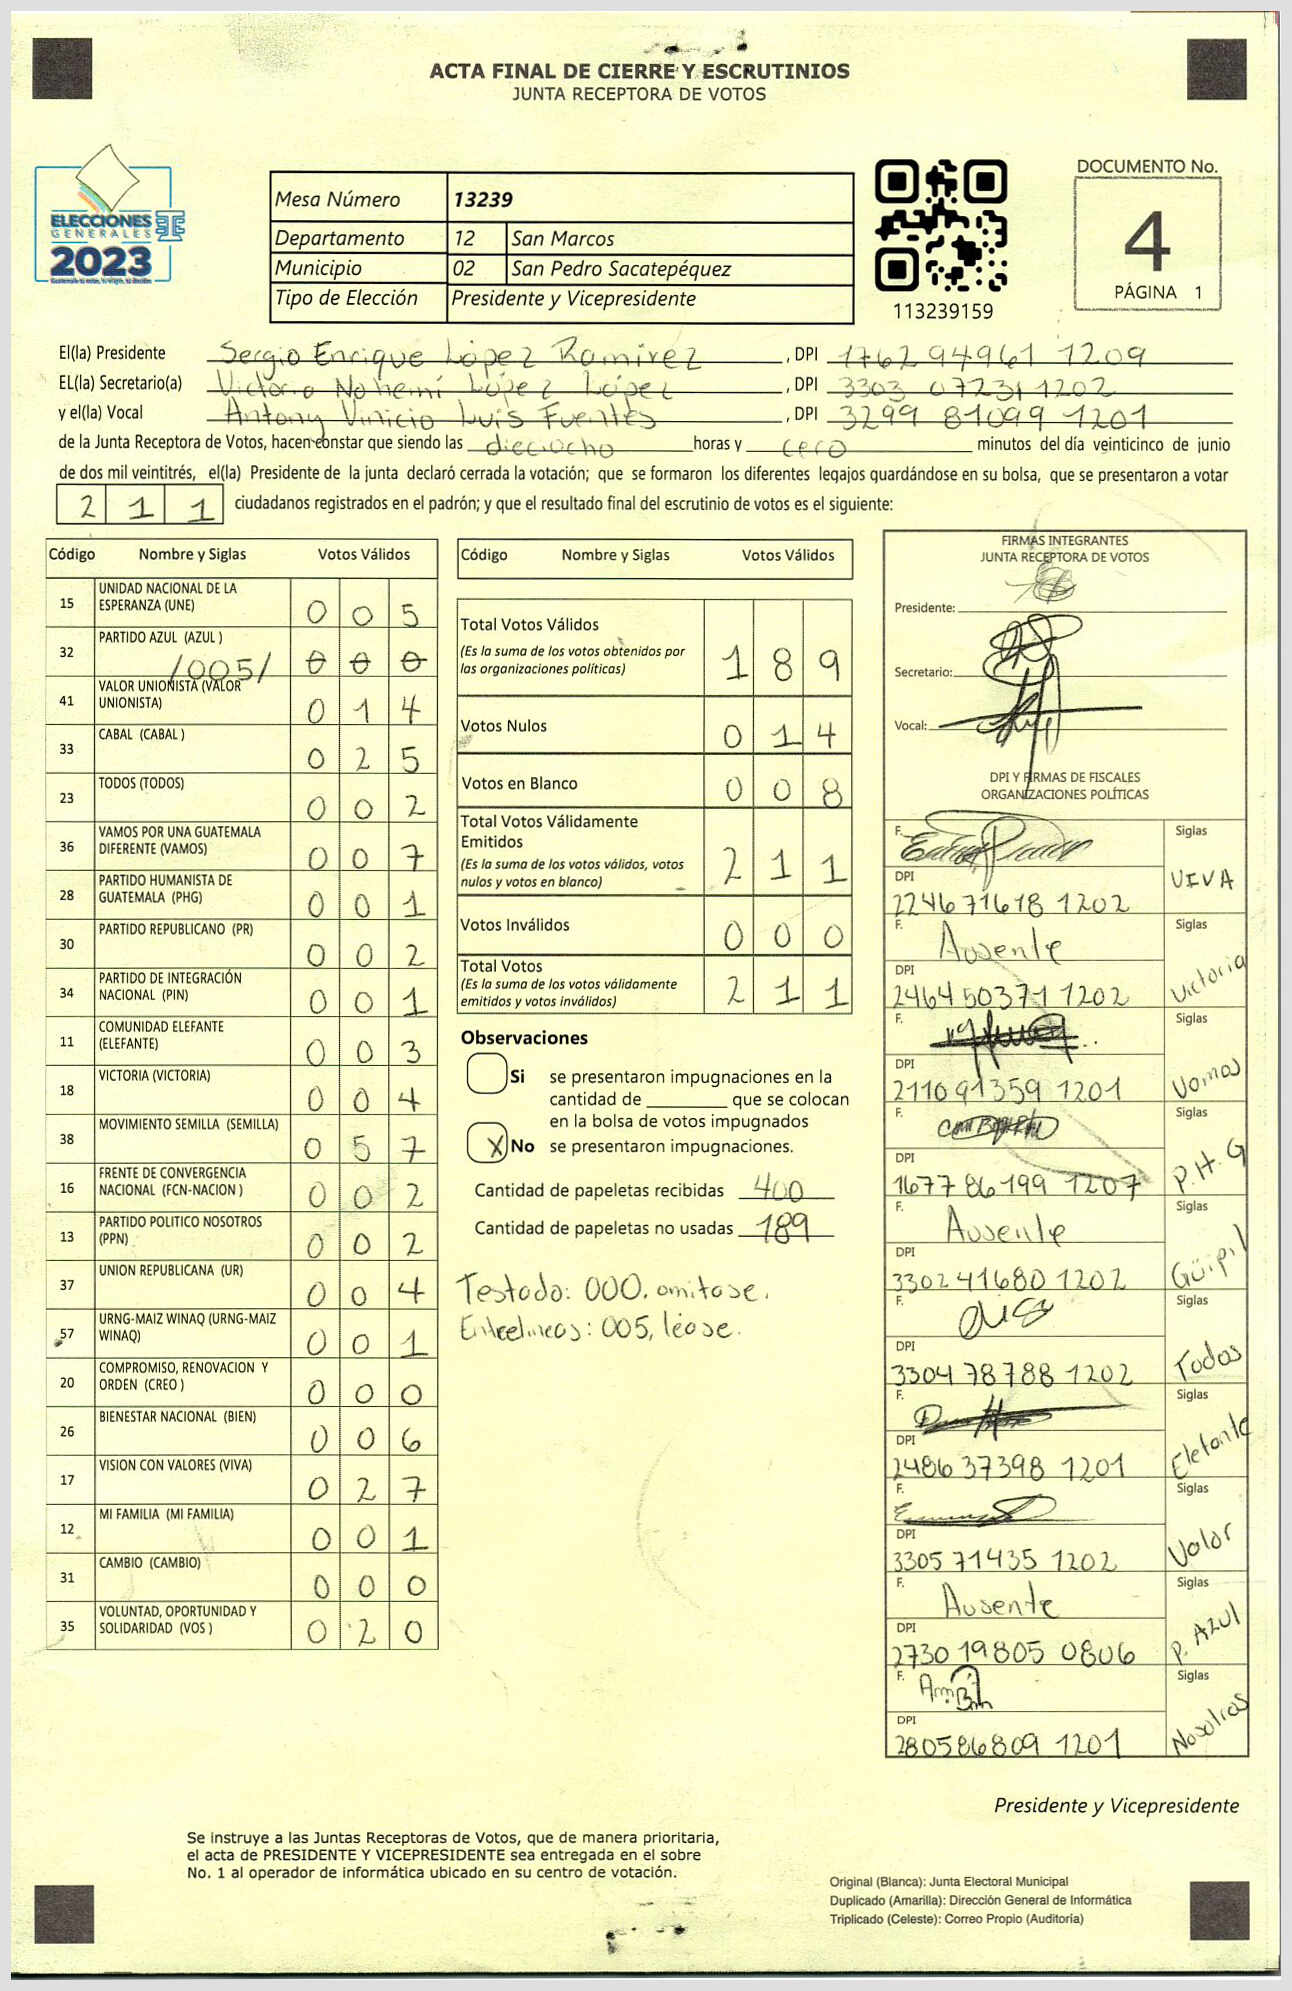 ACTA FINAL DE CIERRE Y ESCRUTINIOS
JUNTA RECEPTORA DE VOTOS
ELECCIONES
GENERALES
2023
Mesa Número 13239
Departamento 12 San Marcos
Municipio 02 San Pedro Sacatepéquez
Tipo de Elección Presidente y Vicepresidente
113239159
DOCUMENTO No.
4
PÁGINA 1
El(la) Presidente Sergio Enrique López Ramirez, DPI 1762 94961 1209
EL(la) Secretario(a) Victoria Nohemí López López, DPI 3303 07231 1202
y el(la) Vocal Antony Vinicio Luis Fuentes, DPI 3299 81099 1201
de la Junta Receptora de Votos, hacen constar que siendo las dieciocho horas y cero minutos del día veinticinco de junio
de dos mil veintitrés, el(la) Presidente de la junta declaró cerrada la votación; que se formaron los diferentes legajos guardándose en su bolsa, que se presentaron a votar
2 1 1 ciudadanos registrados en el padrón; y que el resultado final del escrutinio de votos es el siguiente:
Código Nombre y Siglas Votos Válidos
15 UNIDAD NACIONAL DE LA
ESPERANZA (UNE) 0 0 5
32 PARTIDO AZUL (AZUL )
/005/ 0 0 0
41 VALOR UNIONISTA (VALOR
UNIONISTA) 0 1 4
33 CABAL (CABAL ) 0 2 5
23 TODOS (TODOS) 0 0 2
36 VAMOS POR UNA GUATEMALA
DIFERENTE (VAMOS) 0 0 7
28 PARTIDO HUMANISTA DE
GUATEMALA (PHG) 0 0 1
30 PARTIDO REPUBLICANO (PR) 0 0 2
34 PARTIDO DE INTEGRACIÓN
NACIONAL (PIN) 0 0 1
11 COMUNIDAD ELEFANTE
(ELEFANTE) 0 0 3
18 VICTORIA (VICTORIA) 0 0 4
38 MOVIMIENTO SEMILLA (SEMILLA) 0 5 7
16 FRENTE DE CONVERGENCIA
NACIONAL (FCN-NACION ) 0 0 2
13 PARTIDO POLITICO NOSOTROS
(PPN) 0 0 2
37 UNION REPUBLICANA (UR) 0 0 4
57 URNG-MAIZ WINAQ (URNG-MAIZ
WINAQ) 0 0 1
20 COMPROMISO, RENOVACION Y
ORDEN (CREO ) 0 0 0
26 BIENESTAR NACIONAL (BIEN) 0 0 6
17 VISION CON VALORES (VIVA) 0 2 7
12 MI FAMILIA (MI FAMILIA) 0 0 1
31 CAMBIO (CAMBIO) 0 0 0
35 VOLUNTAD, OPORTUNIDAD Y
SOLIDARIDAD (VOS ) 0 2 0
Código Nombre y Siglas Votos Válidos
Total Votos Válidos
(Es la suma de los votos obtenidos por
las organizaciones políticas) 1 8 9
Votos Nulos 0 1 4
Votos en Blanco 0 0 8
Total Votos Válidamente
Emitidos
(Es la suma de los votos válidos, votos
nulos y votos en blanco) 2 1 1
Votos Inválidos 0 0 0
Total Votos
(Es la suma de los votos válidamente
emitidos y votos inválidos) 2 1 1
Observaciones
Si se presentaron impugnaciones en la
cantidad de ________ que se colocan
en la bolsa de votos impugnados
X No se presentaron impugnaciones.
Cantidad de papeletas recibidas 400
Cantidad de papeletas no usadas 189
Testado: 000. omitase.
Entrelineas: 005, léase.
FIRMAS INTEGRANTES
JUNTA RECEPTORA DE VOTOS
Presidente:
Secretario:
Vocal:
DPI Y FIRMAS DE FISCALES
ORGANIZACIONES POLÍTICAS
F. Siglas
DPI VIVA
2246 71618 1202
F. Ausente Siglas
DPI Victoria
2464 50371 1202
F. Siglas
DPI Vamos
2110 91359 1201
F. Siglas
DPI P.H.G
1677 86199 1207
F. Ausente Siglas
DPI Güipil
3302 41680 1202
F. Siglas
DPI Todos
3304 78788 1202
F. Siglas
DPI Elefante
2486 37398 1201
F. Siglas
DPI Valor
3305 71435 1202
F. Ausente Siglas
DPI P. AZUl
2730 19805 0806
F. Siglas
DPI Nosotros
2805 86809 1201
Presidente y Vicepresidente
Se instruye a las Juntas Receptoras de Votos, que de manera prioritaria,
el acta de PRESIDENTE Y VICEPRESIDENTE sea entregada en el sobre
No. 1 al operador de informática ubicado en su centro de votación.
Original (Blanca): Junta Electoral Municipal
Duplicado (Amarilla): Dirección General de Informática
Triplicado (Celeste): Correo Propio (Auditoría)